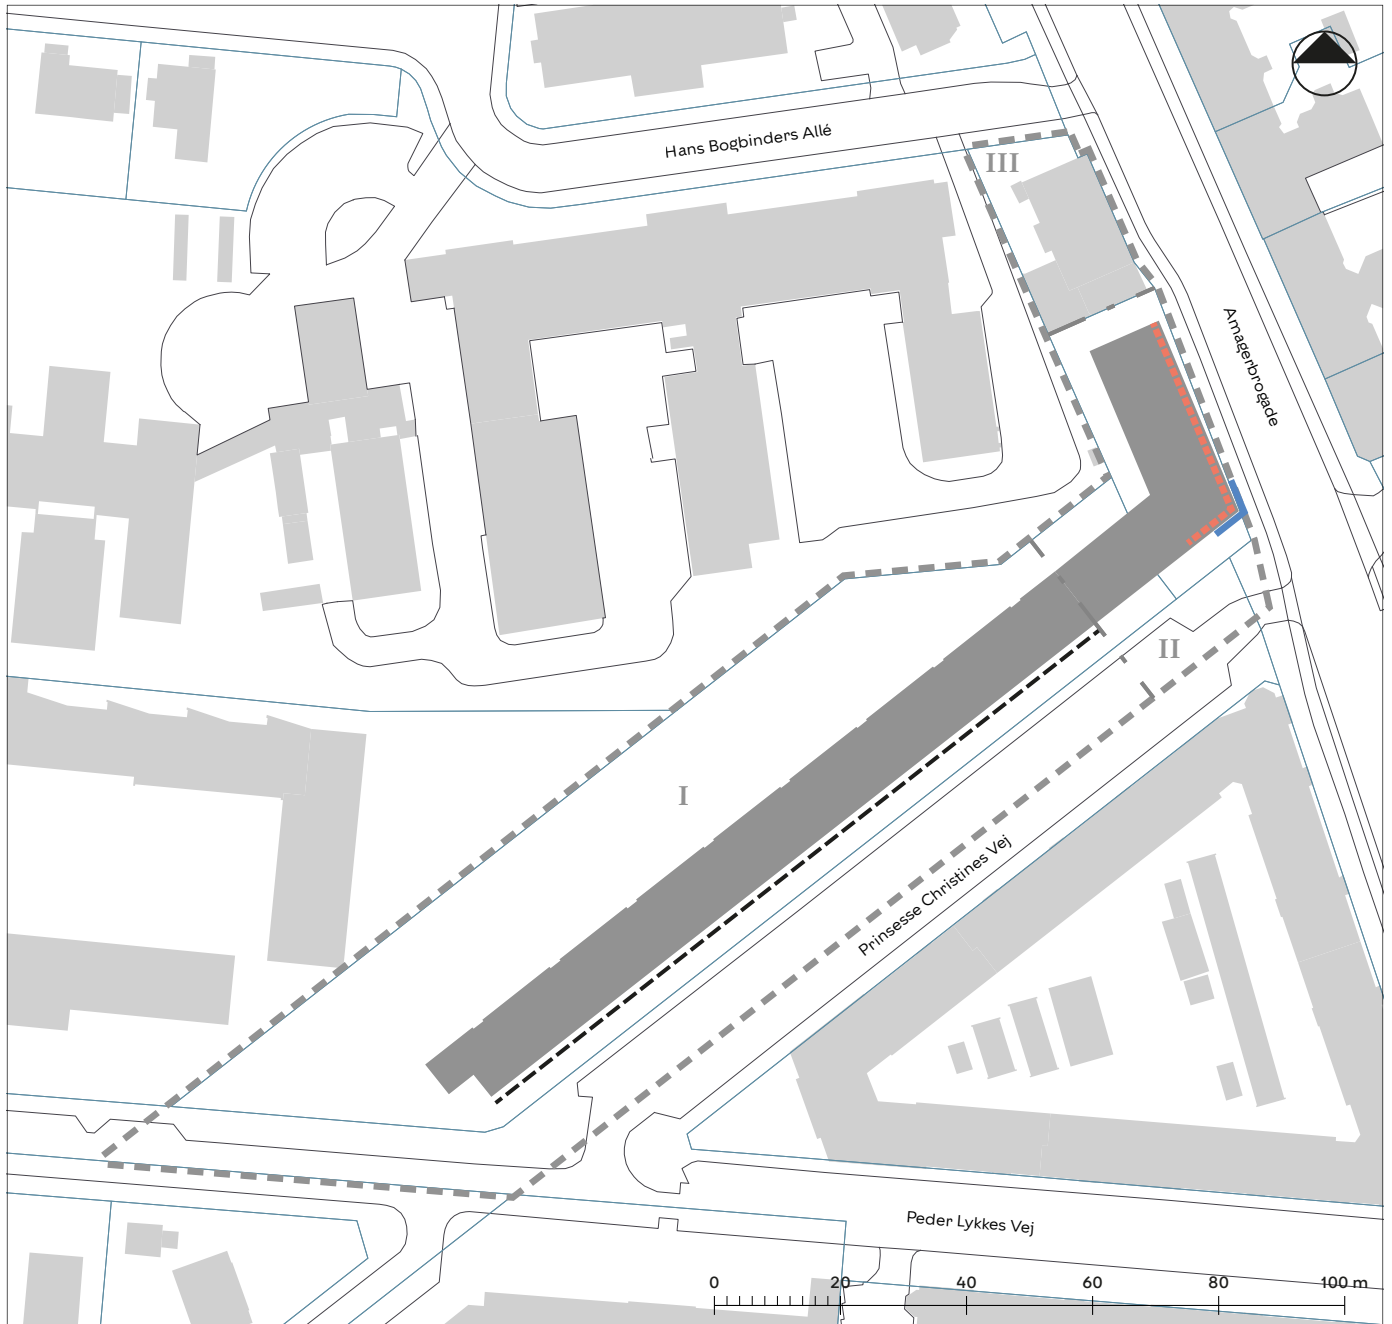 Hans Bogbinders Allé
III
Amagerbrogade
II
I
Prinsesse Christines Vej
Peder Lykkes Vej
0 20 40 60 80 100 m